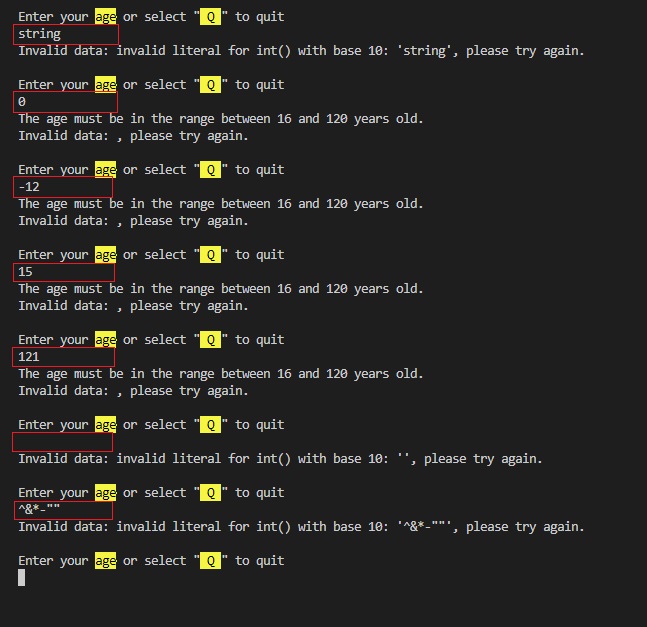 Enter your age or select " Q " to quit
string
Invalid data: invalid literal for int() with base 10: 'string', please try again.
Enter your age or select " Q " to quit
0
The age must be in the range between 16 and 120 years old.
Invalid data: , please try again.
Enter your age or select " Q " to quit
-12
The age must be in the range between 16 and 120 years old.
Invalid data: , please try again.
Enter your age or select " Q " to quit
15
The age must be in the range between 16 and 120 years old.
Invalid data: , please try again.
Enter your age or select " Q " to quit
121
The age must be in the range between 16 and 120 years old.
Invalid data: , please try again.
Enter your age or select " Q " to quit
Invalid data: invalid literal for int() with base 10: '', please try again.
Enter your age or select " Q " to quit
^&*-""
Invalid data: invalid literal for int() with base 10: '^&*-""', please try again.
Enter your age or select " Q " to quit